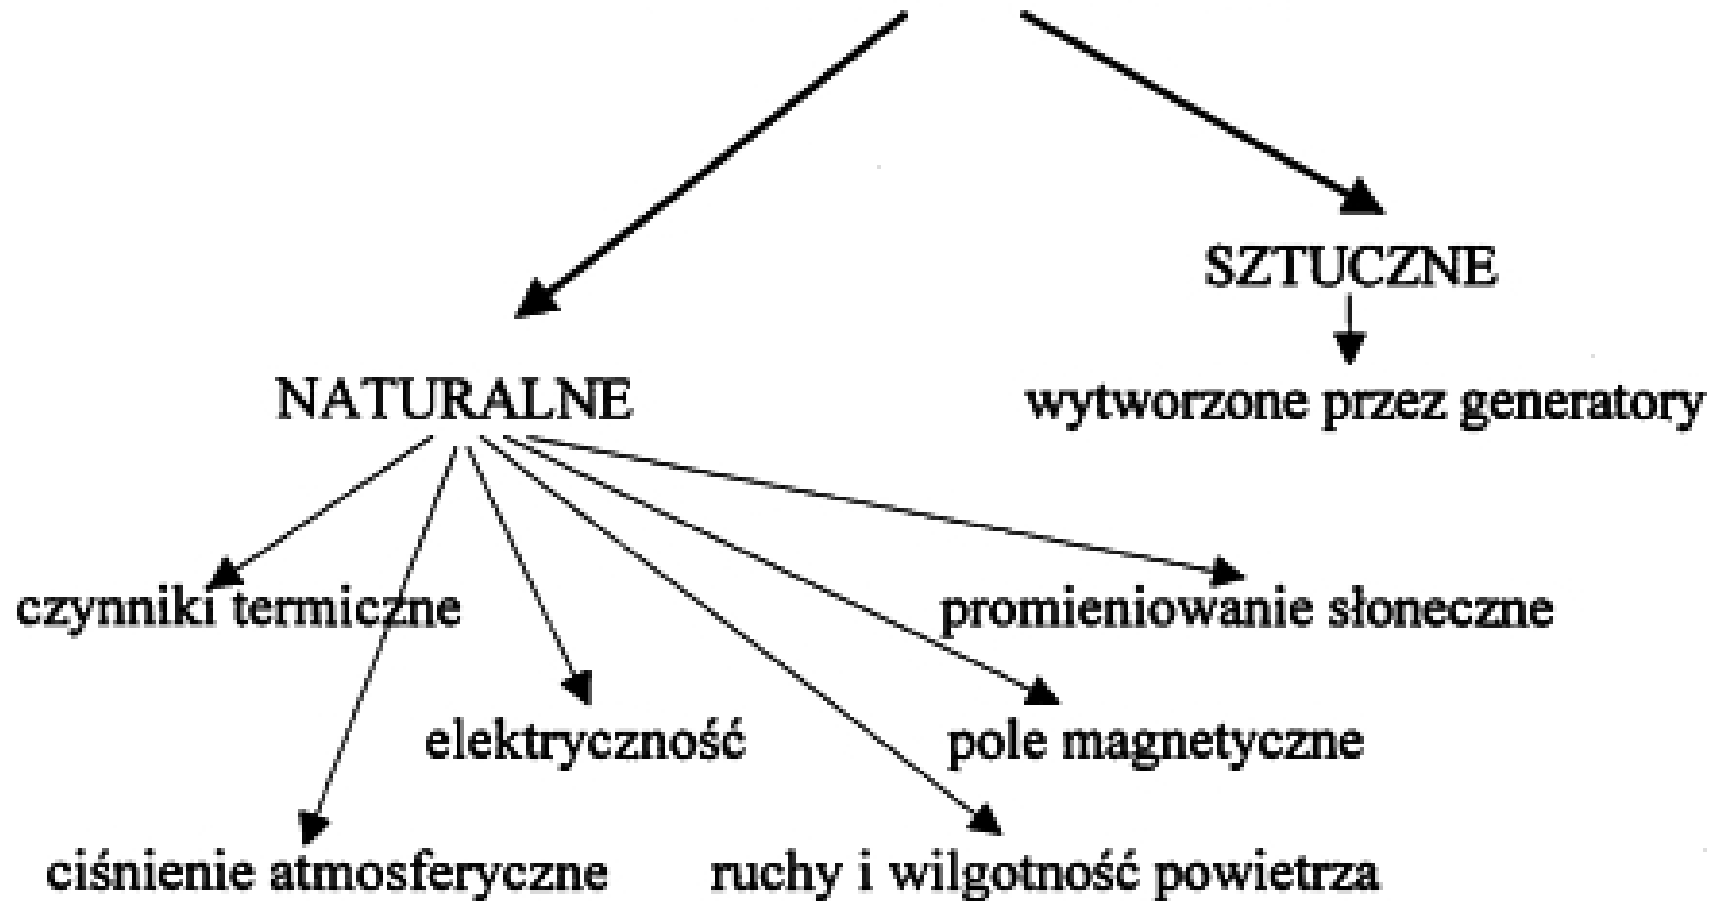 SZTUCZNE
NATURALNE
wytworzone przez generatory
czynniki termiczne
promieniowanie słoneczne
elektryczność
pole magnetyczne
ciśnienie atmosferyczne
ruchy i wilgotność powietrza